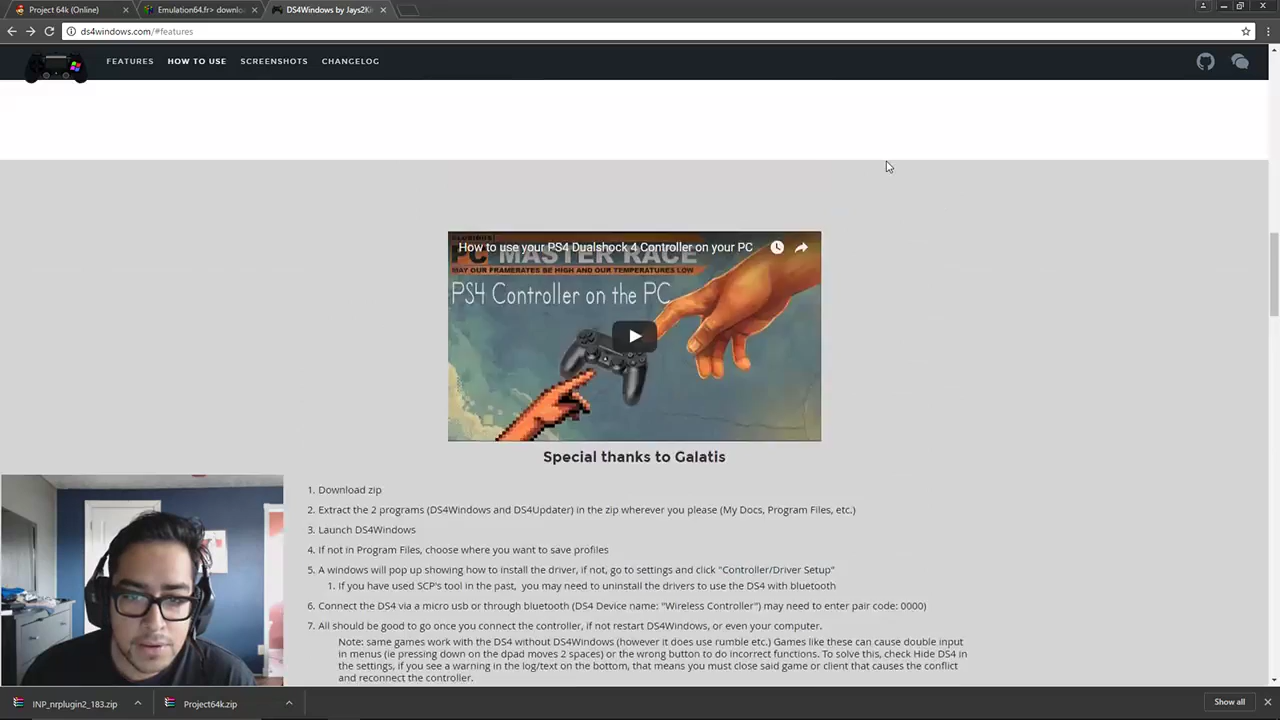 Project 64k (Online)
Emulation64.fr> downlo
DS4Windows by Jays2Ki
ds4windows.com/#features
FEATURES
HOW TO USE
SCREENSHOTS
CHANGELOG
How to use your PS4 Dualshock 4 Controller on your PC
PC MASTER RACE
MAY OUR FRAMERATES BE HIGH AND OUR TEMPERATURES LOW
PS4 Controller on the PC
Special thanks to Galatis
1. Download zip
2. Extract the 2 programs (DS4Windows and DS4Updater) in the zip wherever you please (My Docs, Program Files, etc.)
3. Launch DS4Windows
4. If not in Program Files, choose where you want to save profiles
5. A windows will pop up showing how to install the driver, if not, go to settings and click "Controller/Driver Setup"
1. If you have used SCP's tool in the past, you may need to uninstall the drivers to use the DS4 with bluetooth
6. Connect the DS4 via a micro usb or through bluetooth (DS4 Device name: "Wireless Controller") may need to enter pair code: 0000)
7. All should be good to go once you connect the controller, if not restart DS4Windows, or even your computer.
Note: same games work with the DS4 without DS4Windows (however it does use rumble etc.) Games like these can cause double input
in menus (ie pressing down on the dpad moves 2 spaces) or the wrong button to do incorrect functions. To solve this, check Hide DS4 in
the settings, if you see a warning in the log/text on the bottom, that means you must close said game or client that causes the conflict
and reconnect the controller.
INP_nrplugin2_183.zip
Project64k.zip
Show all